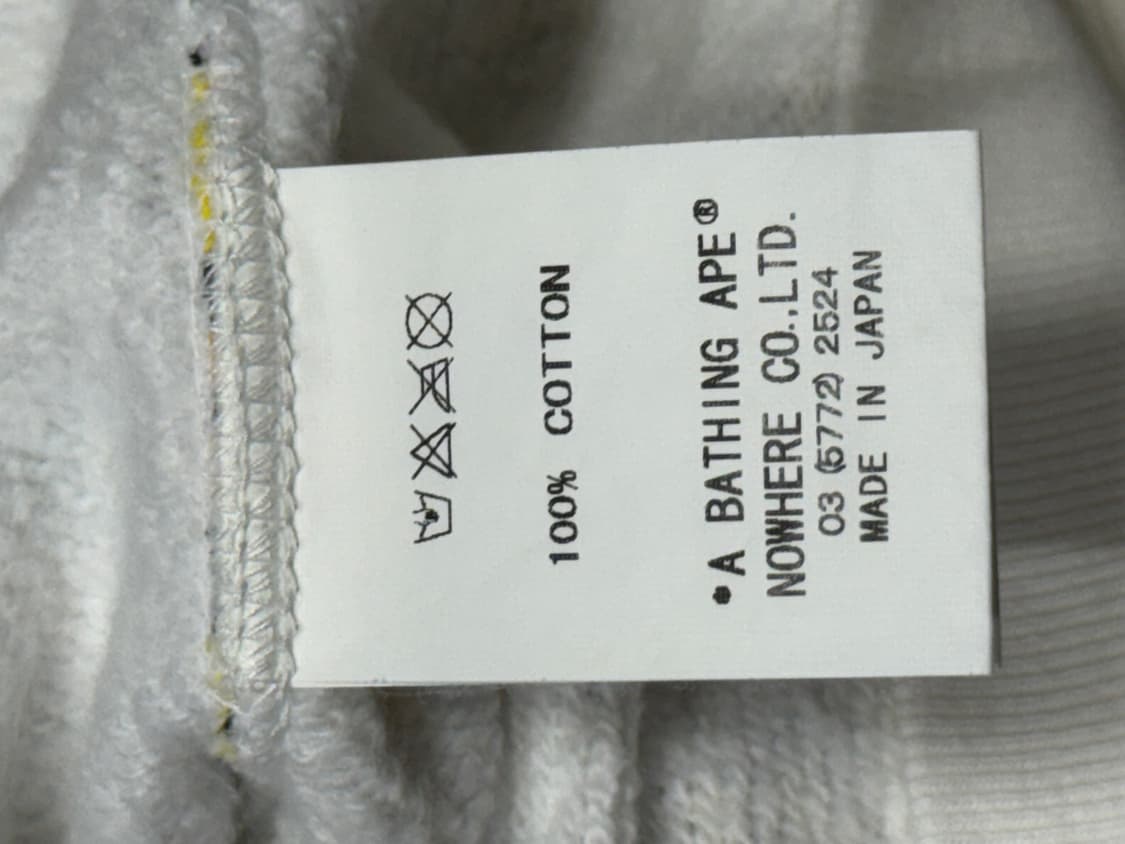 100% COTTON
•A BATHING APE®
NOWHERE CO.,LTD.
03 (5772) 2524
MADE IN JAPAN